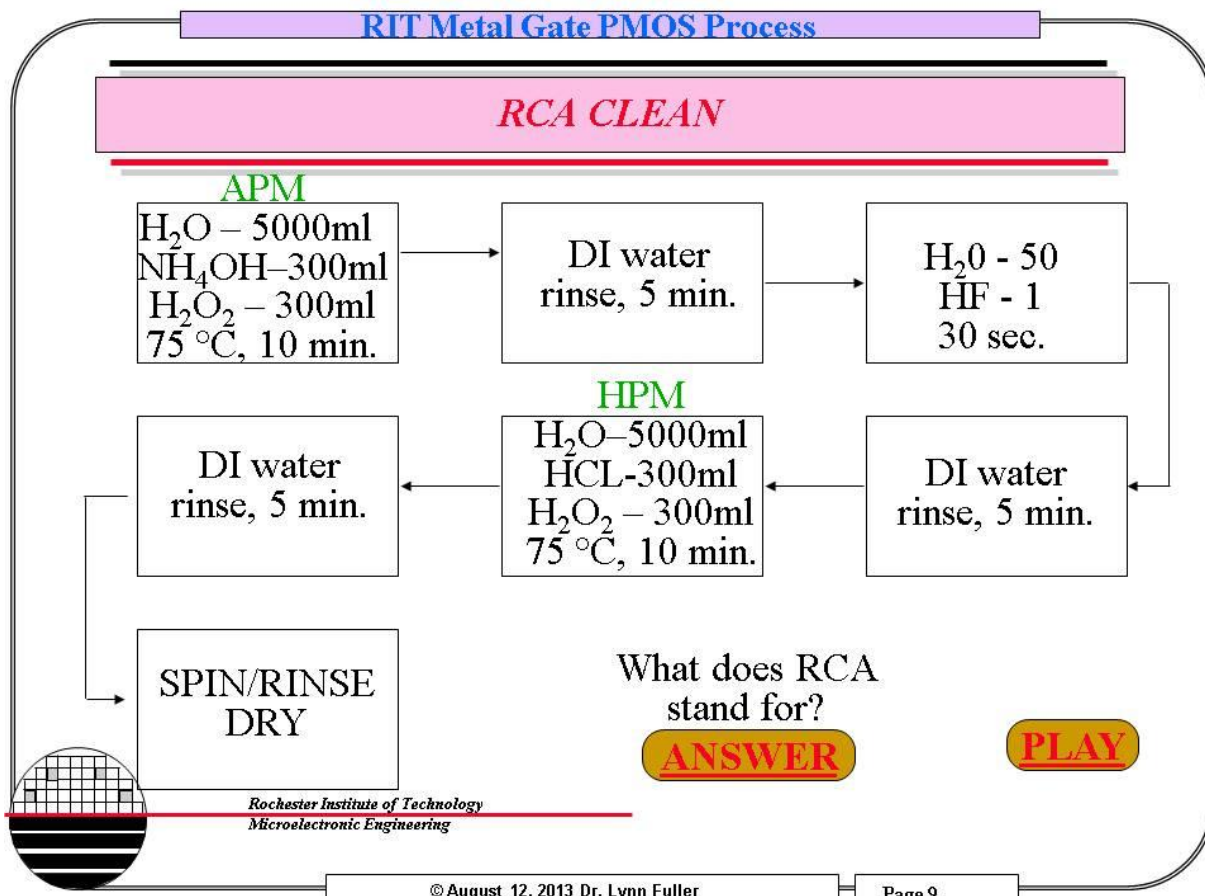 RIT Metal Gate PMOS Process
RCA CLEAN
APM
H₂O – 5000ml
NH₄OH–300ml
H₂O₂ – 300ml
75 °C, 10 min.
DI water
rinse, 5 min.
H₂0 - 50
HF - 1
30 sec.
DI water
rinse, 5 min.
HPM
H₂O–5000ml
HCL-300ml
H₂O₂ – 300ml
75 °C, 10 min.
DI water
rinse, 5 min.
SPIN/RINSE
DRY
What does RCA
stand for?
ANSWER
PLAY
Rochester Institute of Technology
Microelectronic Engineering
© August 12, 2013 Dr. Lynn Fuller
Page 9